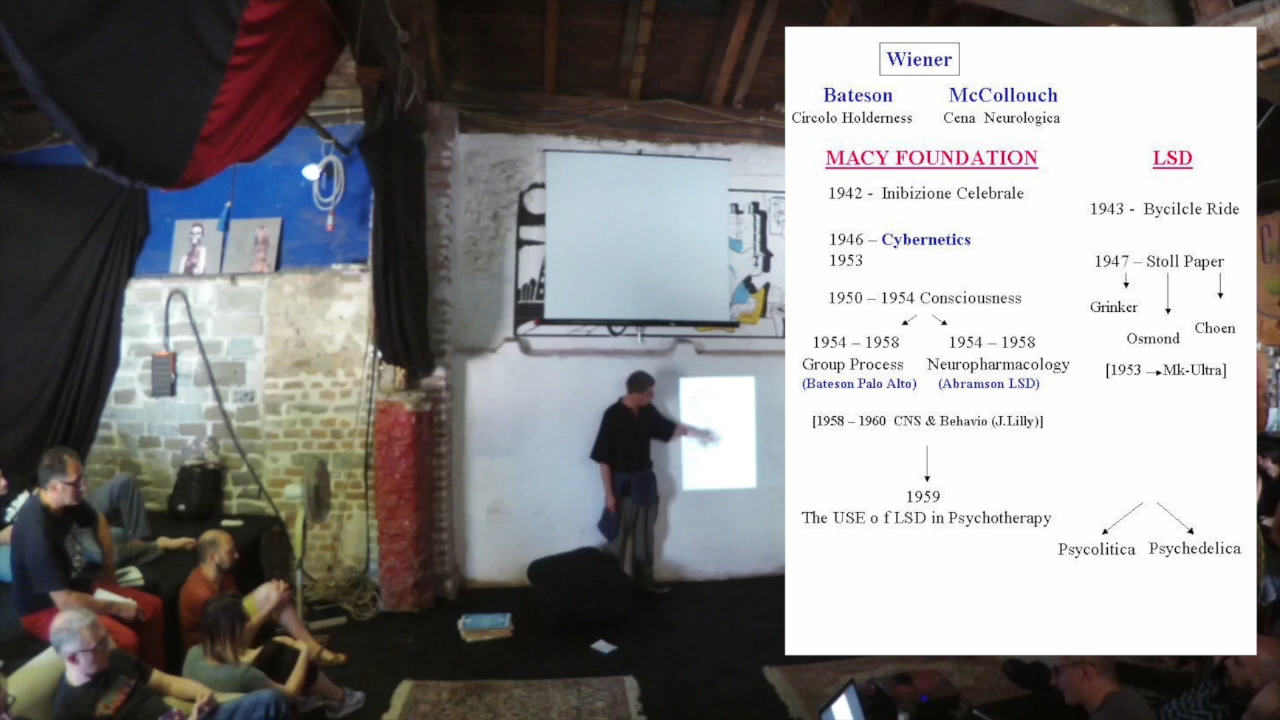 Wiener
Bateson McCollouch
Circolo Holderness Cena Neurologica
MACY FOUNDATION LSD
1942 - Inibizione Celebrale
1943 - Bycilcle Ride
1946 – Cybernetics
1953
1947 – Stoll Paper
1950 – 1954 Consciousness
Grinker
Choen
Osmond
1954 – 1958 1954 – 1958
Group Process Neuropharmacology
[1953 → Mk-Ultra]
(Bateson Palo Alto) (Abramson LSD)
[1958 – 1960 CNS & Behavio (J.Lilly)]
1959
The USE o f LSD in Psychotherapy
Psycolitica Psychedelica